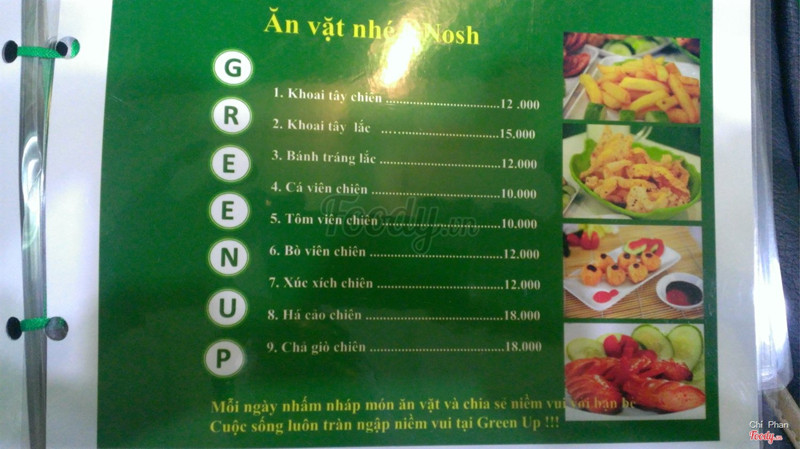 Ăn vặt nhé Nosh
G
R
E
E
N
U
P
1. Khoai tây chiên ................................12 .000
2. Khoai tây lắc .....................................15.000
3. Bánh tráng lắc ...................................12.000
4. Cá viên chiên .....................................10.000
5. Tôm viên chiên ..................................10.000
6. Bò viên chiên .....................................12.000
7. Xúc xích chiên ...................................12.000
8. Há cảo chiên ......................................18.000
9. Chả giò chiên .....................................18.000
Mỗi ngày nhấm nháp món ăn vặt và chia sẻ niềm vui với bạn bè
Cuộc sống luôn tràn ngập niềm vui tại Green Up !!!
Foody.vn
Chi Phan
Foody.vn